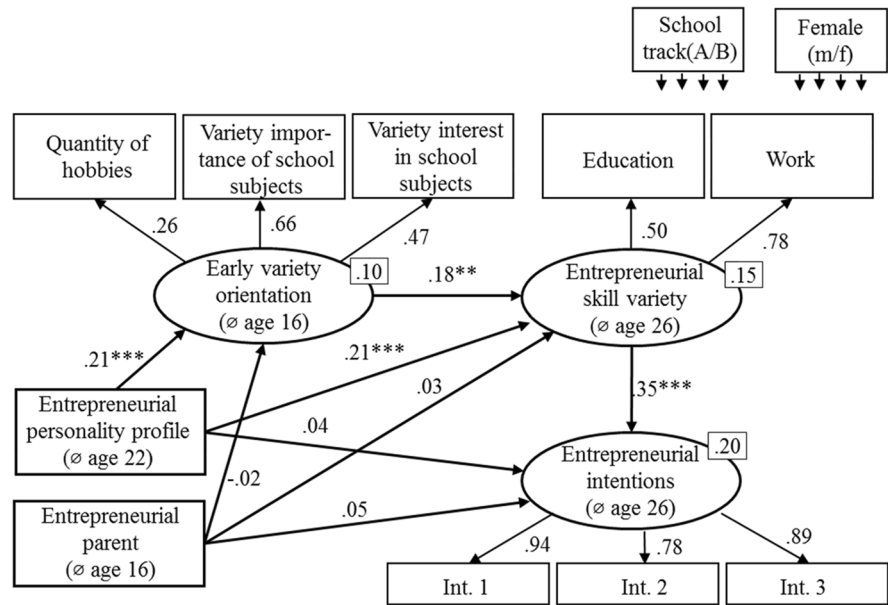 School
track(A/B)
Female
(m/f)
Quantity of
hobbies
Variety impor-
tance of school
subjects
Variety interest
in school
subjects
Education
Work
.26
.66
.47
.50
.78
Early variety
orientation
(⌀ age 16)
.10
.18**
Entrepreneurial
skill variety
(⌀ age 26)
.15
.21***
.21***
.03
.35***
Entrepreneurial
personality profile
(⌀ age 22)
.04
-.02
Entrepreneurial
intentions
(⌀ age 26)
.20
Entrepreneurial
parent
(⌀ age 16)
.05
.94
.78
.89
Int. 1
Int. 2
Int. 3